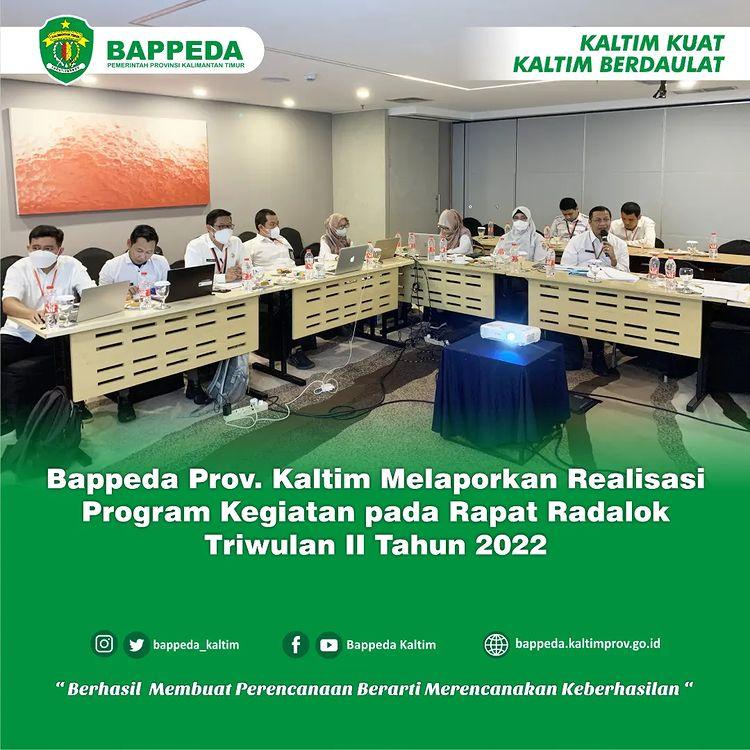 BAPPEDA
PEMERINTAH PROVINSI KALIMANTAN TIMUR
KALTIM KUAT
KALTIM BERDAULAT
Bappeda Prov. Kaltim Melaporkan Realisasi
Program Kegiatan pada Rapat Radalok
Triwulan II Tahun 2022
bappeda_kaltim
Bappeda Kaltim
bappeda.kaltimprov.go.id
“ Berhasil Membuat Perencanaan Berarti Merencanakan Keberhasilan “